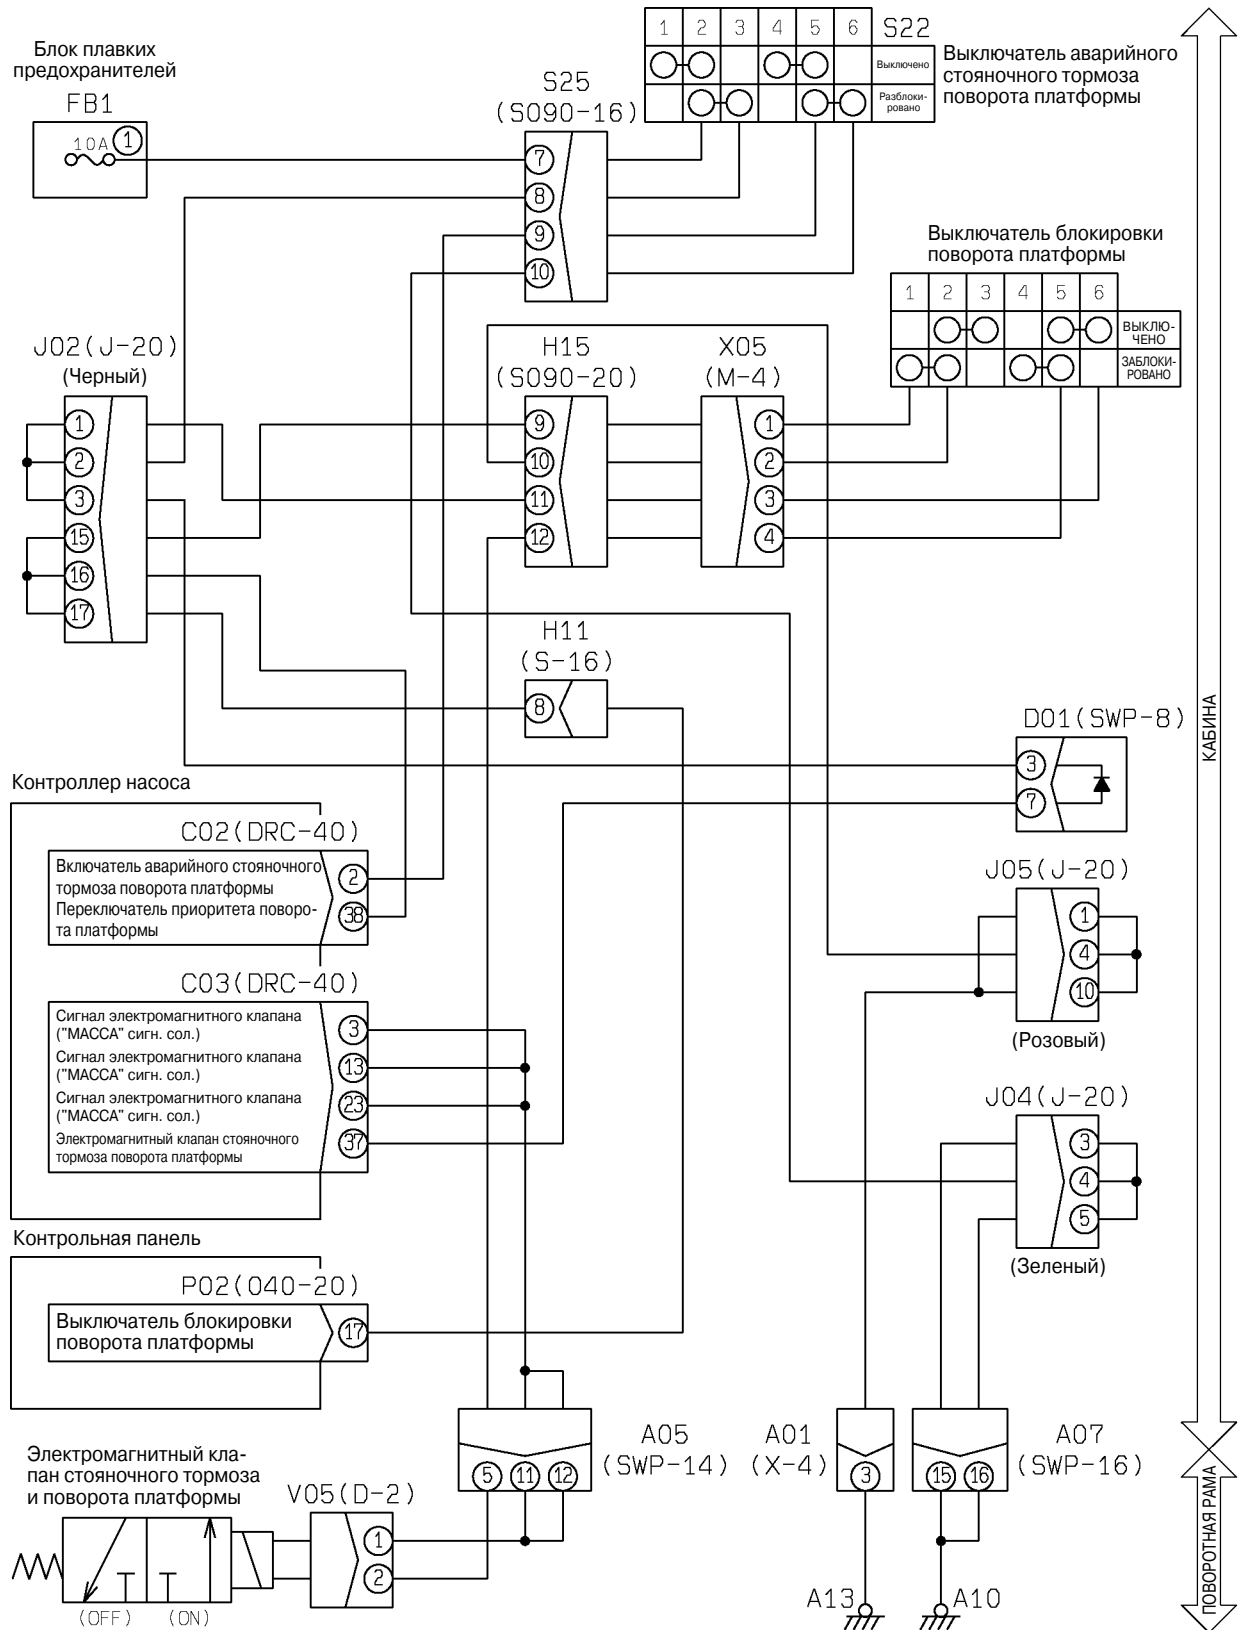 Блок плавких
предохранителей
FB1
10A 1
S25
(S090-16)
7
8
9
10
1 2 3 4 5 6 S22
Выключено
Разблоки-
ровано
Выключатель аварийного
стояночного тормоза
поворота платформы
Выключатель блокировки
поворота платформы
1 2 3 4 5 6
ВЫКЛЮ-
ЧЕНО
ЗАБЛОКИ-
РОВАНО
J02(J-20)
(Черный)
1
2
3
15
16
17
H15
(S090-20)
9
10
11
12
X05
(M-4)
1
2
3
4
H11
(S-16)
8
D01(SWP-8)
3
7
КАБИНА
Контроллер насоса
C02(DRC-40)
Включатель аварийного стояночного
тормоза поворота платформы
Переключатель приоритета поворо-
та платформы
2
38
C03(DRC-40)
Сигнал электромагнитного клапана
("МАССА" сигн. сол.)
Сигнал электромагнитного клапана
("МАССА" сигн. сол.)
Сигнал электромагнитного клапана
("МАССА" сигн. сол.)
Электромагнитный клапан стояночного
тормоза поворота платформы
3
13
23
37
J05(J-20)
1
4
10
(Розовый)
J04(J-20)
3
4
5
(Зеленый)
Контрольная панель
P02(040-20)
Выключатель блокировки
поворота платформы
17
A05
(SWP-14)
5 11 12
A01
(X-4)
3
A07
(SWP-16)
15 16
ПОВОРОТНАЯ РАМА
Электромагнитный кла-
пан стояночного тормоза
и поворота платформы
V05(D-2)
1
2
(OFF) (ON)
A13
A10